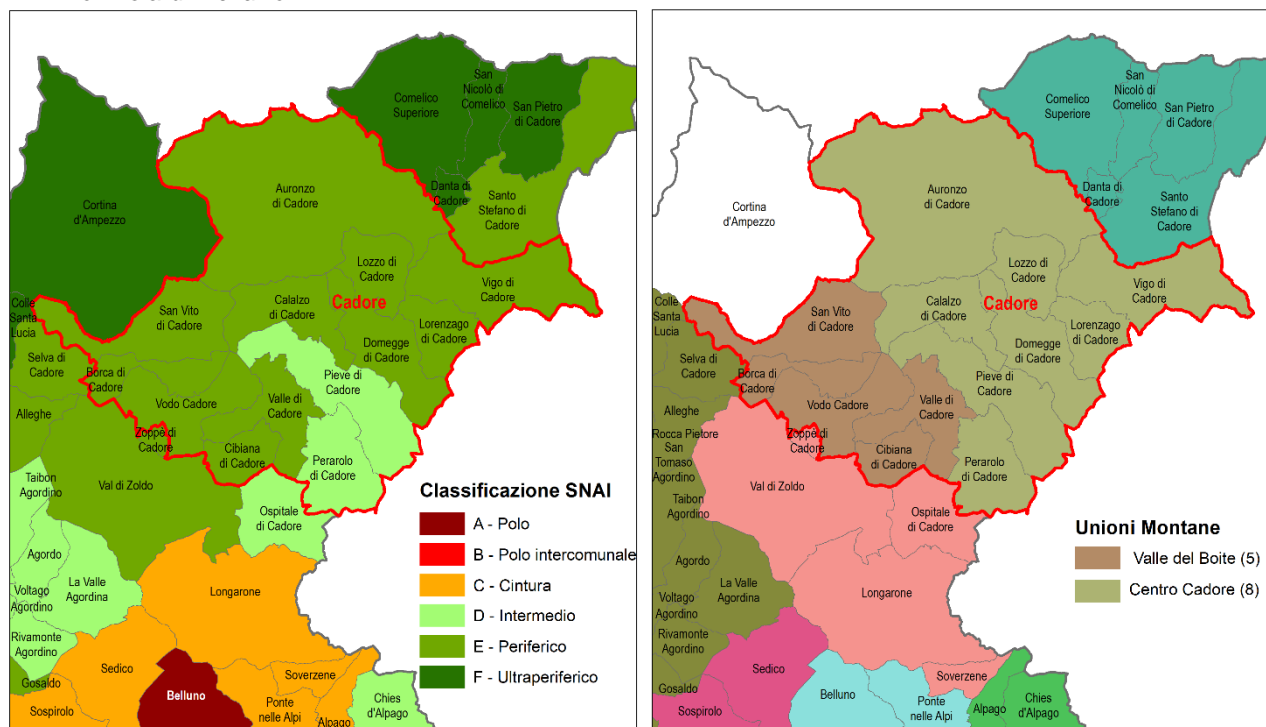 Comelico
Superiore
San
Nicolò di
Comelico
San Pietro
di Cadore
Cortina
d'Ampezzo
Auronzo
di Cadore
Danta di
Cadore
Santo
Stefano di
Cadore
Lozzo di
Cadore
Cadore
Vigo di
Cadore
Colle
Santa
Lucia
San Vito
di Cadore
Calalzo
di Cadore
Lorenzago
di Cadore
Domegge
di Cadore
Selva di
Cadore
Borca di
Cadore
Pieve di
Cadore
Alleghe
Vodo Cadore
Valle di
Cadore
Zoppè di
Cadore
Cibiana
di Cadore
Perarolo
di Cadore
Val di Zoldo
Taibon
Agordino
Ospitale
di Cadore
Agordo
La Valle
Agordina
Voltago
Agordino
Longarone
Rivamonte
Agordino
Sedico
Gosaldo
Belluno
Soverzene
Sospirolo
Ponte
nelle Alpi
Alpago
Chies
d'Alpago
Classificazione SNAI
A - Polo
B - Polo intercomunale
C - Cintura
D - Intermedio
E - Periferico
F - Ultraperiferico
Comelico
Superiore
San
Nicolò di
Comelico
San Pietro
di Cadore
Cortina
d'Ampezzo
Auronzo
di Cadore
Danta di
Cadore
Santo
Stefano di
Cadore
Lozzo di
Cadore
Cadore
Vigo di
Cadore
Colle
Santa
Lucia
San Vito
di Cadore
Calalzo
di Cadore
Lorenzago
di Cadore
Domegge
di Cadore
Selva di
Cadore
Borca di
Cadore
Pieve di
Cadore
Alleghe
Vodo Cadore
Valle di
Cadore
Rocca Pietore
San
Tomaso
Agordino
Zoppè di
Cadore
Cibiana
di Cadore
Perarolo
di Cadore
Val di Zoldo
Taibon
Agordino
Ospitale
di Cadore
Agordo
La Valle
Agordina
Voltago
Agordino
Longarone
Rivamonte
Agordino
Sedico
Gosaldo
Sospirolo
Belluno
Ponte
nelle Alpi
Soverzene
Alpago
Chies
d'Alpago
Unioni Montane
Valle del Boite (5)
Centro Cadore (8)